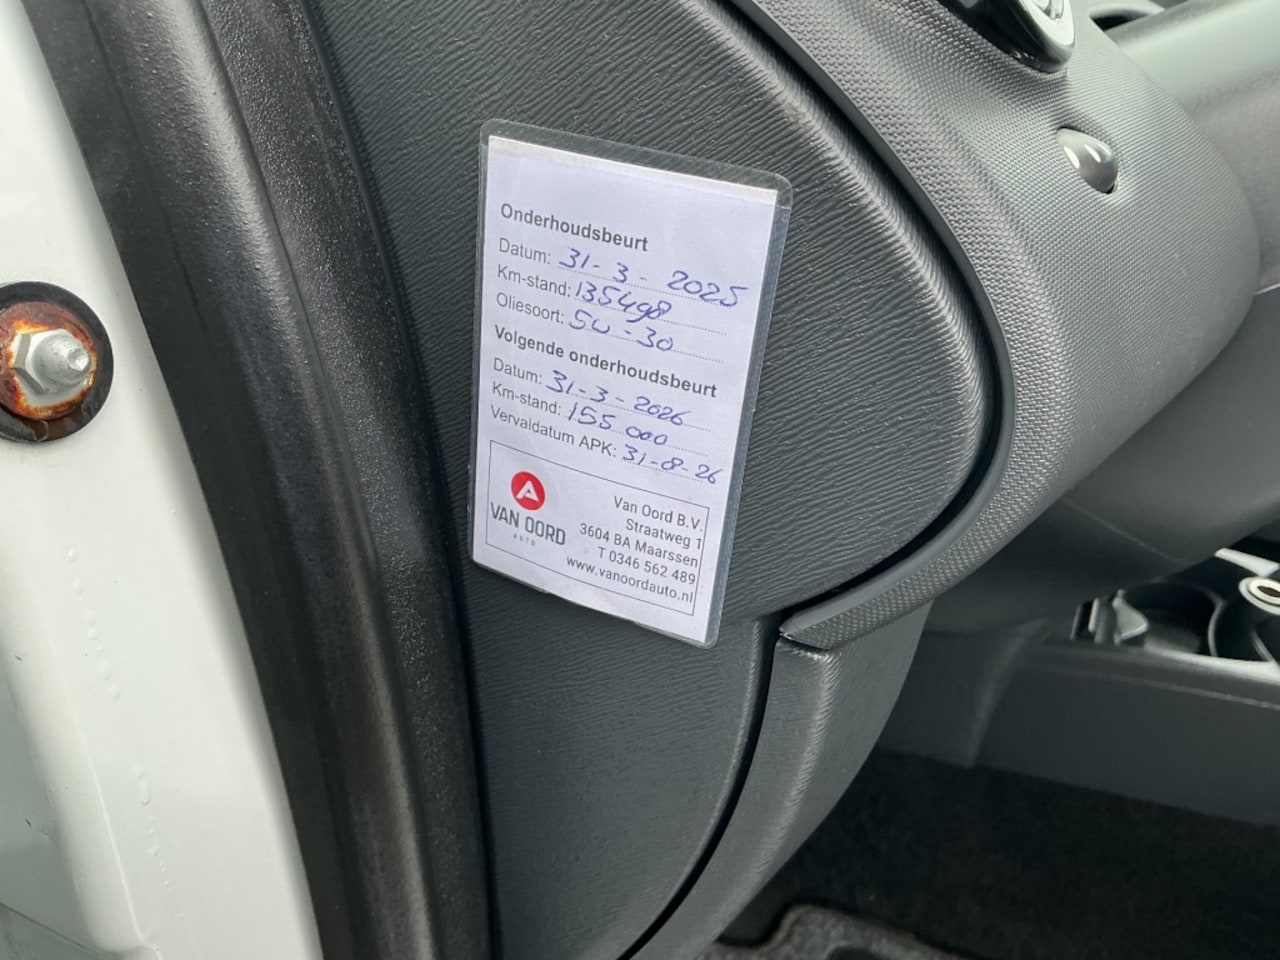 Onderhoudsbeurt
Datum: 31-3-2025
Km-stand: 135498
Oliesoort: 5W-30
Volgende onderhoudsbeurt
Datum: 31-3-2026
Km-stand: 155 000
Vervaldatum APK: 31-8-26
VAN OORD
AUTO
Van Oord B.V.
Straatweg 1
3604 BA Maarssen
T 0346 562 489
www.vanoordauto.nl